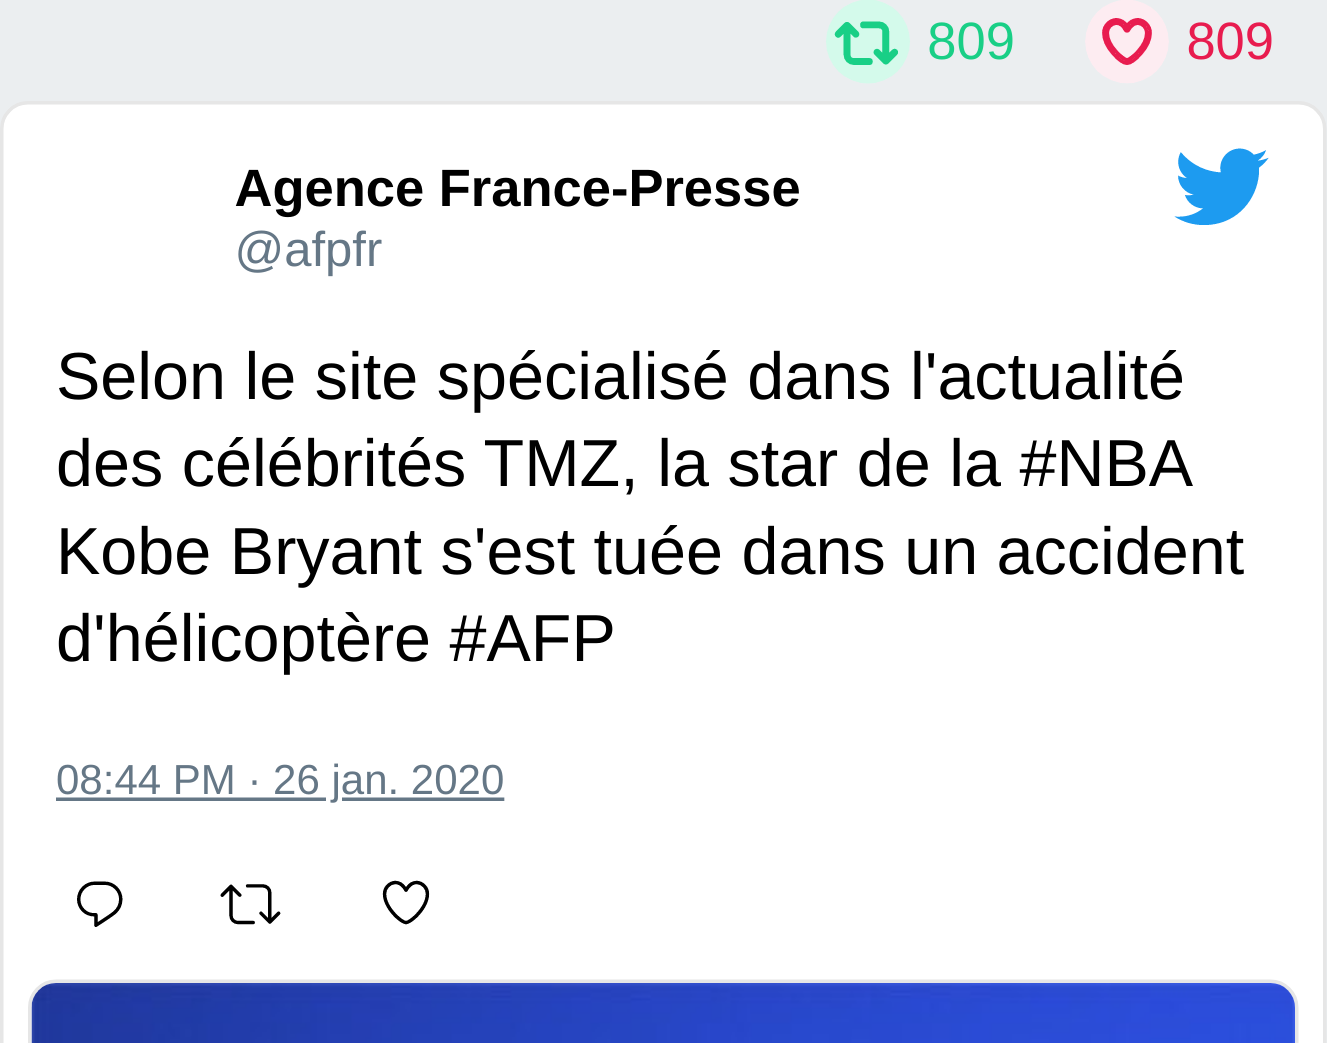 809 809
Agence France-Presse
@afpfr
Selon le site spécialisé dans l'actualité
des célébrités TMZ, la star de la #NBA
Kobe Bryant s'est tuée dans un accident
d'hélicoptère #AFP
08:44 PM · 26 jan. 2020